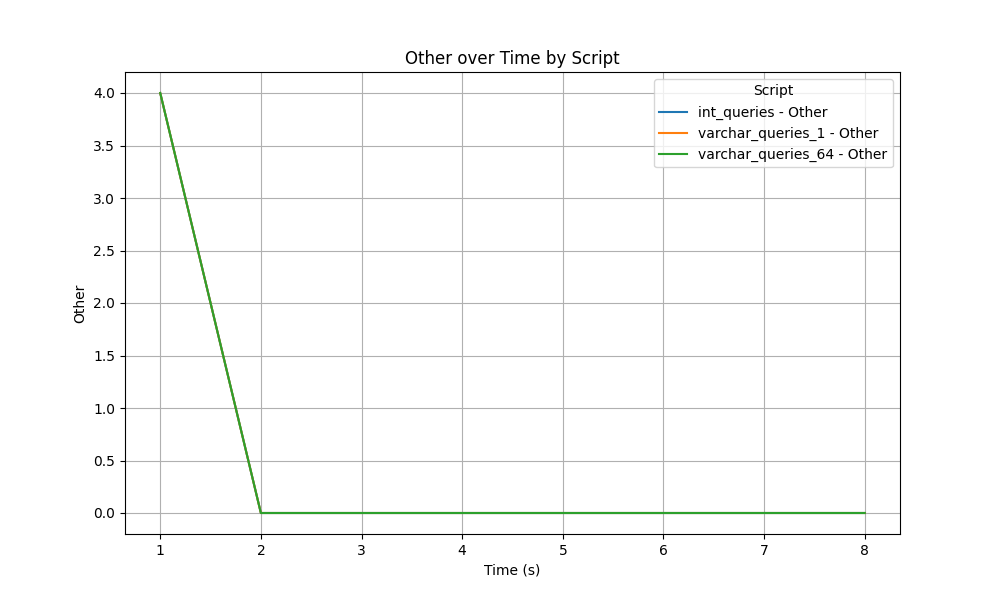 Other over Time by Script
Script
int_queries - Other
varchar_queries_1 - Other
varchar_queries_64 - Other
4.0
3.5
3.0
2.5
2.0
1.5
1.0
0.5
0.0
Other
1 2 3 4 5 6 7 8
Time (s)